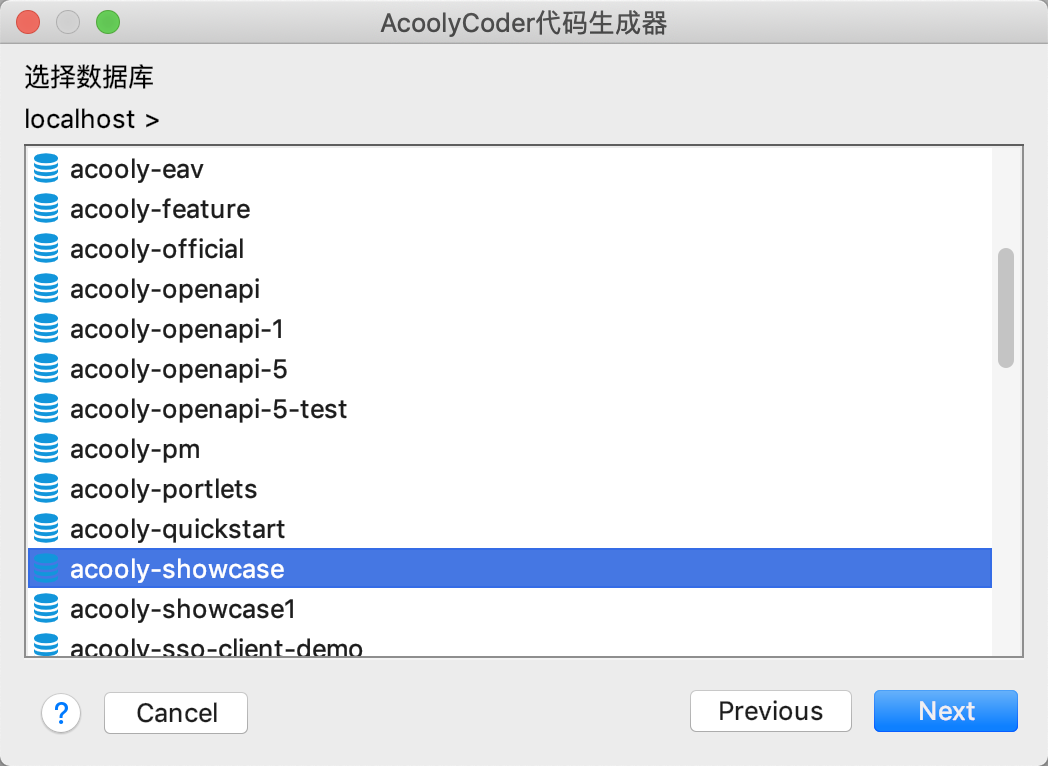 AcoolyCoder代码生成器
选择数据库
localhost >
acooly-eav
acooly-feature
acooly-official
acooly-openapi
acooly-openapi-1
acooly-openapi-5
acooly-openapi-5-test
acooly-pm
acooly-portlets
acooly-quickstart
acooly-showcase
acooly-showcase1
acooly-sso-client-demo
?
Cancel
Previous
Next